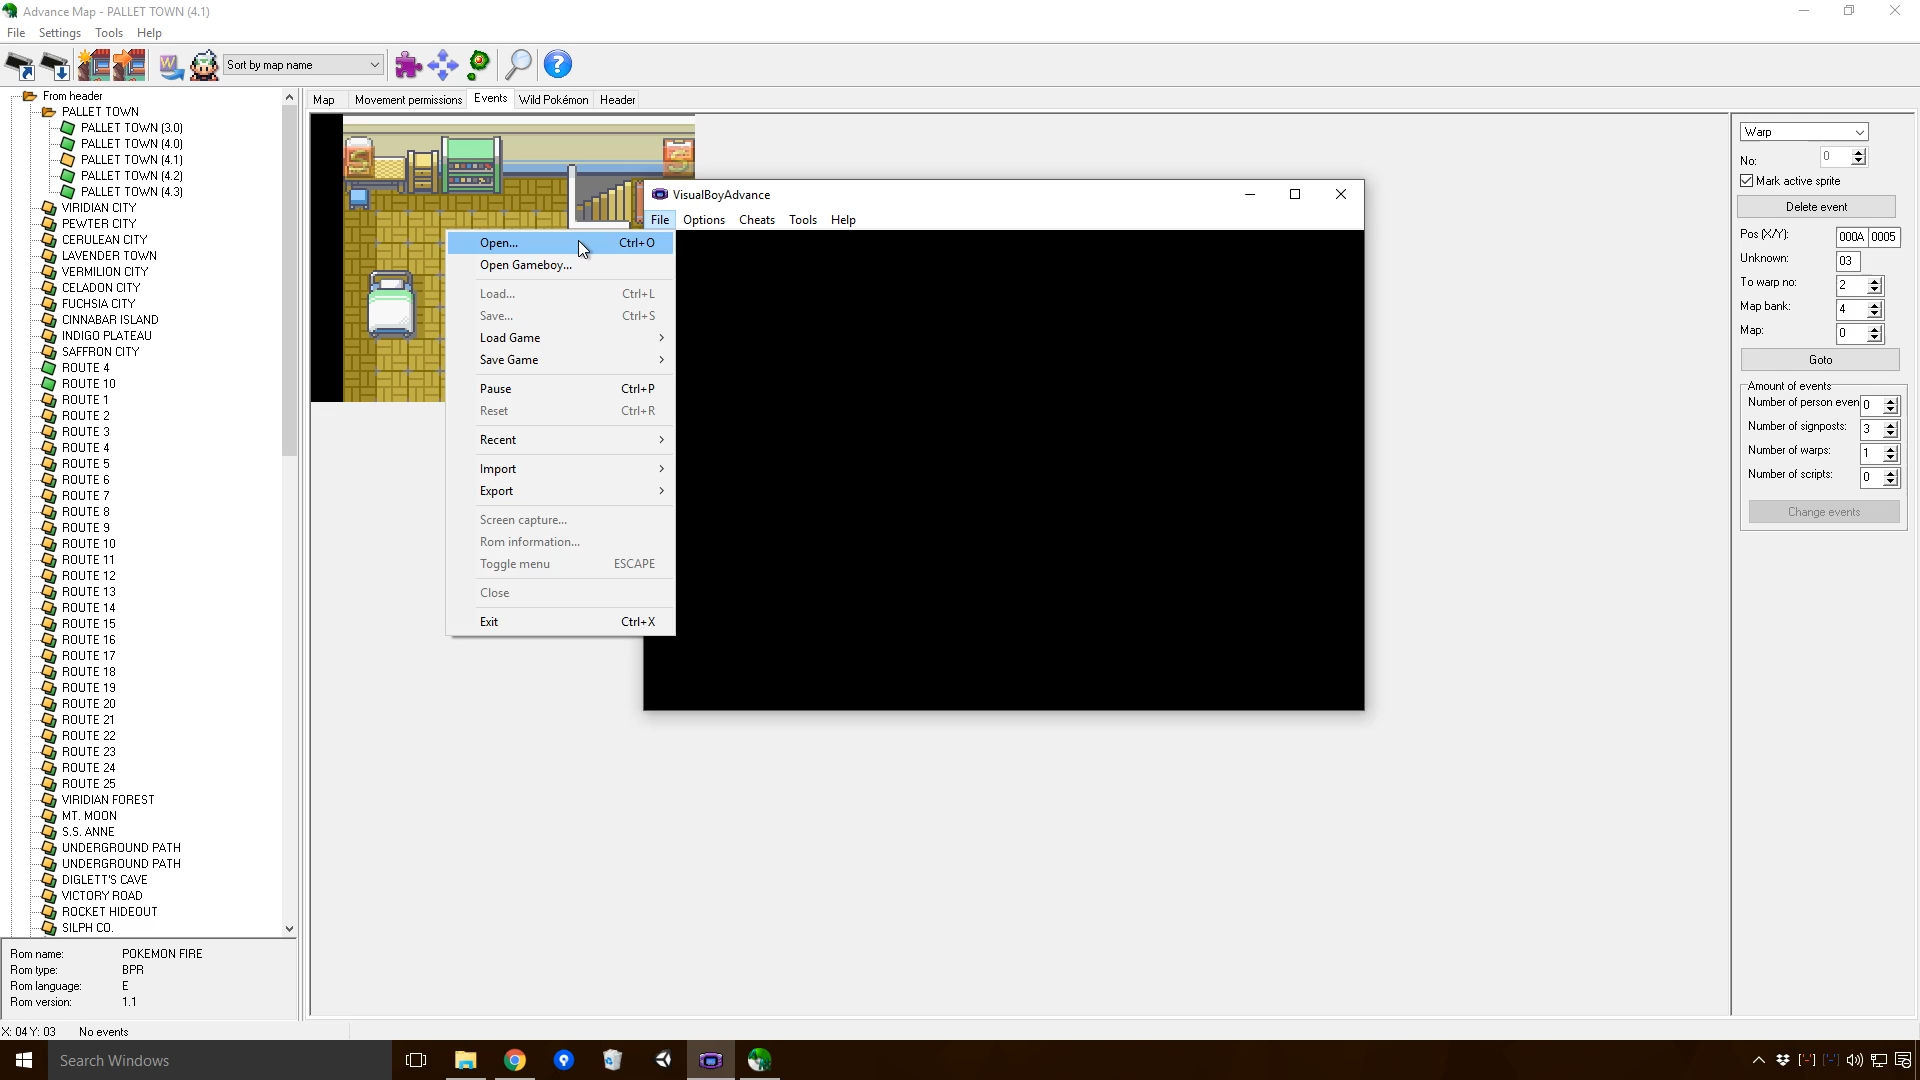 Advance Map - PALLET TOWN (4.1)
File Settings Tools Help
Sort by map name
From header
PALLET TOWN
PALLET TOWN (3.0)
PALLET TOWN (4.0)
PALLET TOWN (4.1)
PALLET TOWN (4.2)
PALLET TOWN (4.3)
VIRIDIAN CITY
PEWTER CITY
CERULEAN CITY
LAVENDER TOWN
VERMILION CITY
CELADON CITY
FUCHSIA CITY
CINNABAR ISLAND
INDIGO PLATEAU
SAFFRON CITY
ROUTE 4
ROUTE 10
ROUTE 1
ROUTE 2
ROUTE 3
ROUTE 4
ROUTE 5
ROUTE 6
ROUTE 7
ROUTE 8
ROUTE 9
ROUTE 10
ROUTE 11
ROUTE 12
ROUTE 13
ROUTE 14
ROUTE 15
ROUTE 16
ROUTE 17
ROUTE 18
ROUTE 19
ROUTE 20
ROUTE 21
ROUTE 22
ROUTE 23
ROUTE 24
ROUTE 25
VIRIDIAN FOREST
MT. MOON
S.S. ANNE
UNDERGROUND PATH
UNDERGROUND PATH
DIGLETT'S CAVE
VICTORY ROAD
ROCKET HIDEOUT
SILPH CO.
Rom name: POKEMON FIRE
Rom type: BPR
Rom language: E
Rom version: 1.1
X: 04 Y: 03 No events
Map Movement permissions Events Wild Pokémon Header
VisualBoyAdvance
File Options Cheats Tools Help
Open... Ctrl+O
Open Gameboy...
Load... Ctrl+L
Save... Ctrl+S
Load Game
Save Game
Pause Ctrl+P
Reset Ctrl+R
Recent
Import
Export
Screen capture...
Rom information...
Toggle menu ESCAPE
Close
Exit Ctrl+X
Warp
No: 0
Mark active sprite
Delete event
Pos (X/Y): 000A 0005
Unknown: 03
To warp no: 2
Map bank: 4
Map: 0
Goto
Amount of events
Number of person even 0
Number of signposts: 3
Number of warps: 1
Number of scripts: 0
Change events
Search Windows